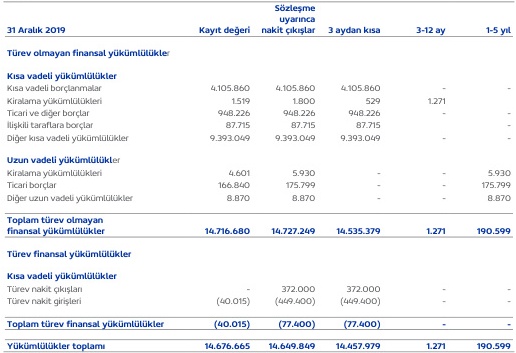 Sözleşme
uyarınca
31 Aralık 2019 Kayıt değeri nakit çıkışlar 3 aydan kısa 3-12 ay 1-5 yıl
Türev olmayan finansal yükümlülükler
Kısa vadeli yükümlülükler
Kısa vadeli borçlanmalar 4.105.860 4.105.860 4.105.860 - -
Kiralama yükümlülükleri 1.519 1.800 529 1.271
Ticari ve diğer borçlar 948.226 948.226 948.226 - -
İlişkili taraflara borçlar 87.715 87.715 87.715 - -
Diğer kısa vadeli yükümlülükler 9.393.049 9.393.049 9.393.049 - -
Uzun vadeli yükümlülükler
Kiralama yükümlülükleri 4.601 5.930 - - 5.930
Ticari borçlar 166.840 175.799 - - 175.799
Diğer uzun vadeli yükümlülükler 8.870 8.870 - - 8.870
Toplam türev olmayan
finansal yükümlülükler 14.716.680 14.727.249 14.535.379 1.271 190.599
Türev finansal yükümlülükler
Kısa vadeli yükümlülükler
Türev nakit çıkışları - 372.000 372.000 - -
Türev nakit girişleri (40.015) (449.400) (449.400) - -
Toplam türev finansal yükümlülükler (40.015) (77.400) (77.400) - -
Yükümlülükler toplamı 14.676.665 14.649.849 14.457.979 1.271 190.599